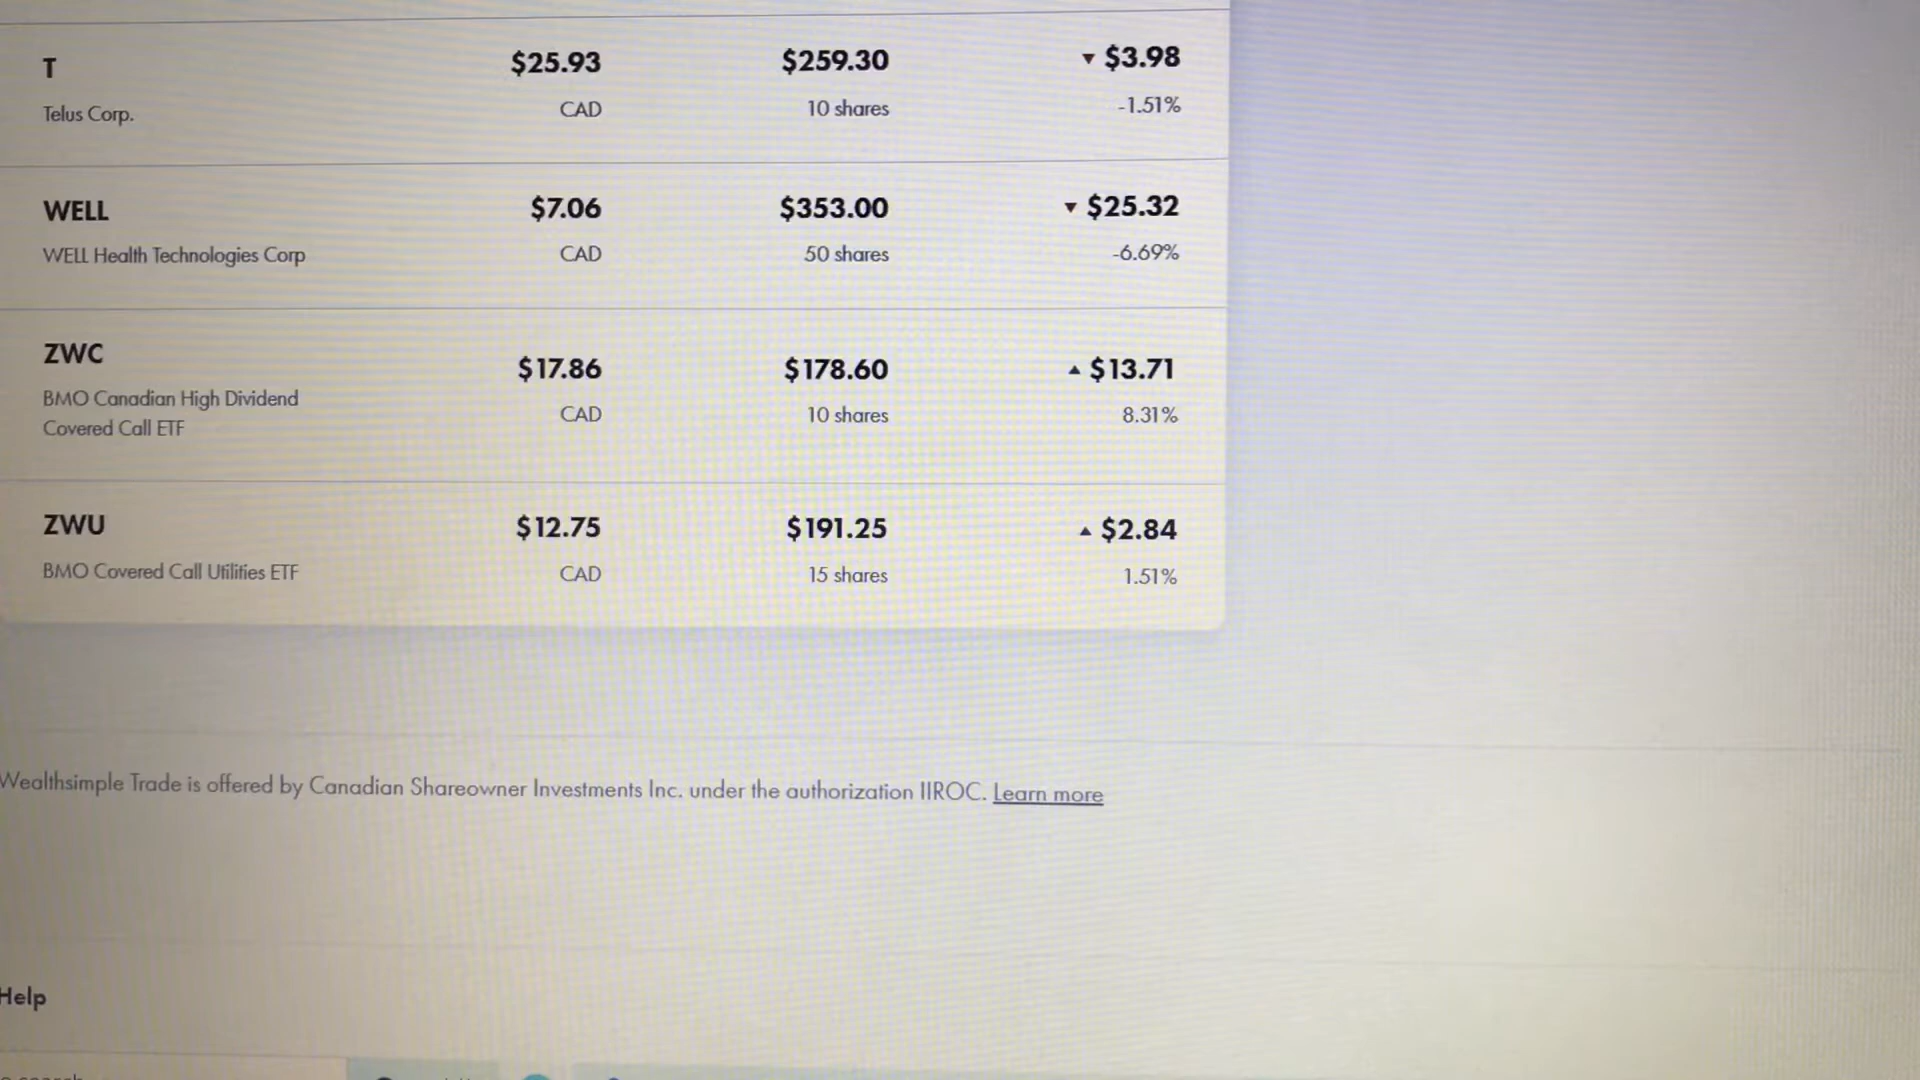 T $25.93 $259.30 ▼ $3.98
Telus Corp. CAD 10 shares -1.51%
WELL $7.06 $353.00 ▼ $25.32
WELL Health Technologies Corp CAD 50 shares -6.69%
ZWC $17.86 $178.60 ▲ $13.71
BMO Canadian High Dividend CAD 10 shares 8.31%
Covered Call ETF
ZWU $12.75 $191.25 ▲ $2.84
BMO Covered Call Utilities ETF CAD 15 shares 1.51%
Wealthsimple Trade is offered by Canadian Shareowner Investments Inc. under the authorization IIROC. Learn more
Help